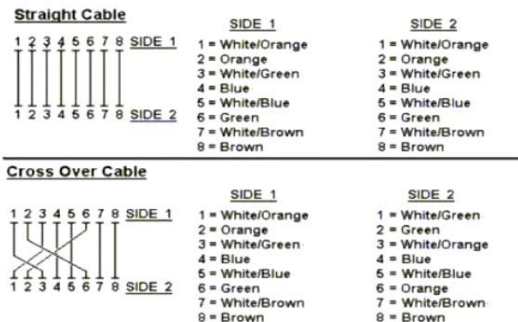 Straight Cable
1 2 3 4 5 6 7 8 SIDE 1
1 2 3 4 5 6 7 8 SIDE 2
SIDE 1
1 = White/Orange
2 = Orange
3 = White/Green
4 = Blue
5 = White/Blue
6 = Green
7 = White/Brown
8 = Brown
SIDE 2
1 = White/Orange
2 = Orange
3 = White/Green
4 = Blue
5 = White/Blue
6 = Green
7 = White/Brown
8 = Brown
Cross Over Cable
1 2 3 4 5 6 7 8 SIDE 1
1 2 3 4 5 6 7 8 SIDE 2
SIDE 1
1 = White/Orange
2 = Orange
3 = White/Green
4 = Blue
5 = White/Blue
6 = Green
7 = White/Brown
8 = Brown
SIDE 2
1 = White/Green
2 = Green
3 = White/Orange
4 = Blue
5 = White/Blue
6 = Orange
7 = White/Brown
8 = Brown